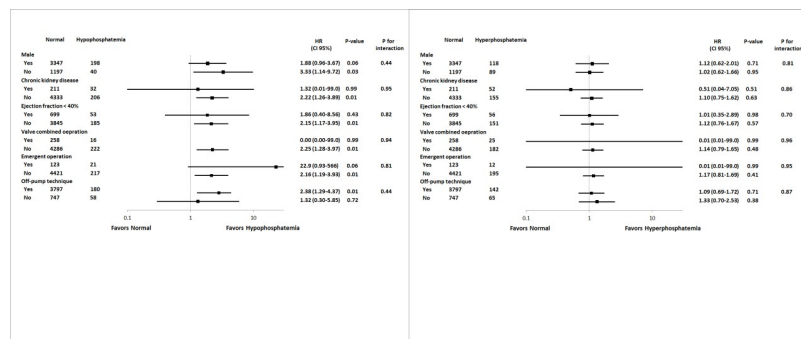 Normal Hypophosphatemia HR (CI 95%) P-value P for interaction
Male
Yes 3347 198 1.88 (0.96-3.67) 0.06 0.44
No 1197 40 3.33 (1.14-9.72) 0.03
Chronic kidney disease
Yes 211 32 1.32 (0.01-99.0) 0.99 0.95
No 4333 206 2.22 (1.26-3.89) 0.01
Ejection fraction < 40%
Yes 699 53 1.86 (0.40-8.56) 0.43 0.82
No 3845 185 2.15 (1.17-3.95) 0.01
Valve combined oepration
Yes 258 16 0.00 (0.00-99.0) 0.99 0.94
No 4286 222 2.25 (1.28-3.97) 0.01
Emergent operation
Yes 123 21 22.9 (0.93-566) 0.06 0.81
No 4421 217 2.16 (1.19-3.93) 0.01
Off-pump technique
Yes 3797 180 2.38 (1.29-4.37) 0.01 0.44
No 747 58 1.32 (0.30-5.85) 0.72
0.1 1 10
Favors Normal Favors Hypophosphatemia
Normal Hyperphosphatemia HR (CI 95%) P-value P for interaction
Male
Yes 3347 118 1.12 (0.62-2.01) 0.71 0.81
No 1197 89 1.02 (0.62-1.66) 0.95
Chronic kidney disease
Yes 211 52 0.51 (0.04-7.05) 0.51 0.86
No 4333 155 1.10 (0.75-1.62) 0.63
Ejection fraction < 40%
Yes 699 56 1.01 (0.35-2.89) 0.98 0.70
No 3845 151 1.12 (0.76-1.67) 0.57
Valve combined operation
Yes 258 25 0.01 (0.01-99.0) 0.99 0.96
No 4286 182 1.14 (0.79-1.65) 0.48
Emergent operation
Yes 123 12 0.01 (0.01-99.0) 0.99 0.95
No 4421 195 1.17 (0.81-1.69) 0.41
Off-pump technique
Yes 3797 142 1.09 (0.69-1.72) 0.71 0.87
No 747 65 1.33 (0.70-2.53) 0.38
0.1 1 10
Favors Normal Favors Hyperphosphatemia